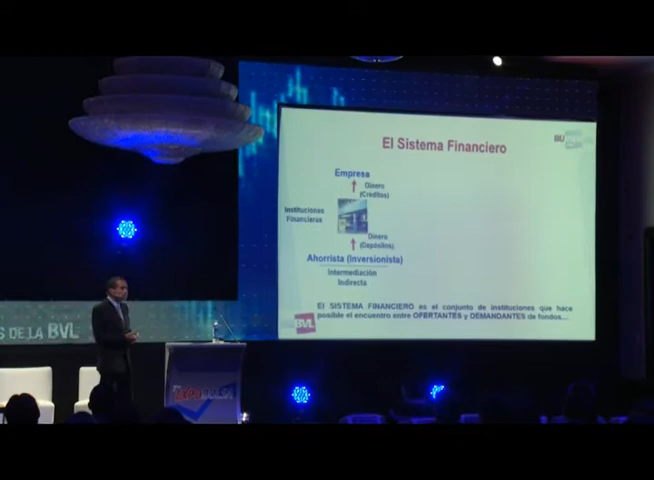 El Sistema Financiero
Empresa
Dinero
(Créditos)
Instituciones
Financieras
Dinero
(Depósitos)
Ahorrista (Inversionista)
Intermediación
Indirecta
El SISTEMA FINANCIERO es el conjunto de instituciones que hace
posible el encuentro entre OFERTANTES y DEMANDANTES de fondos...
BVL
S DE LA BVL